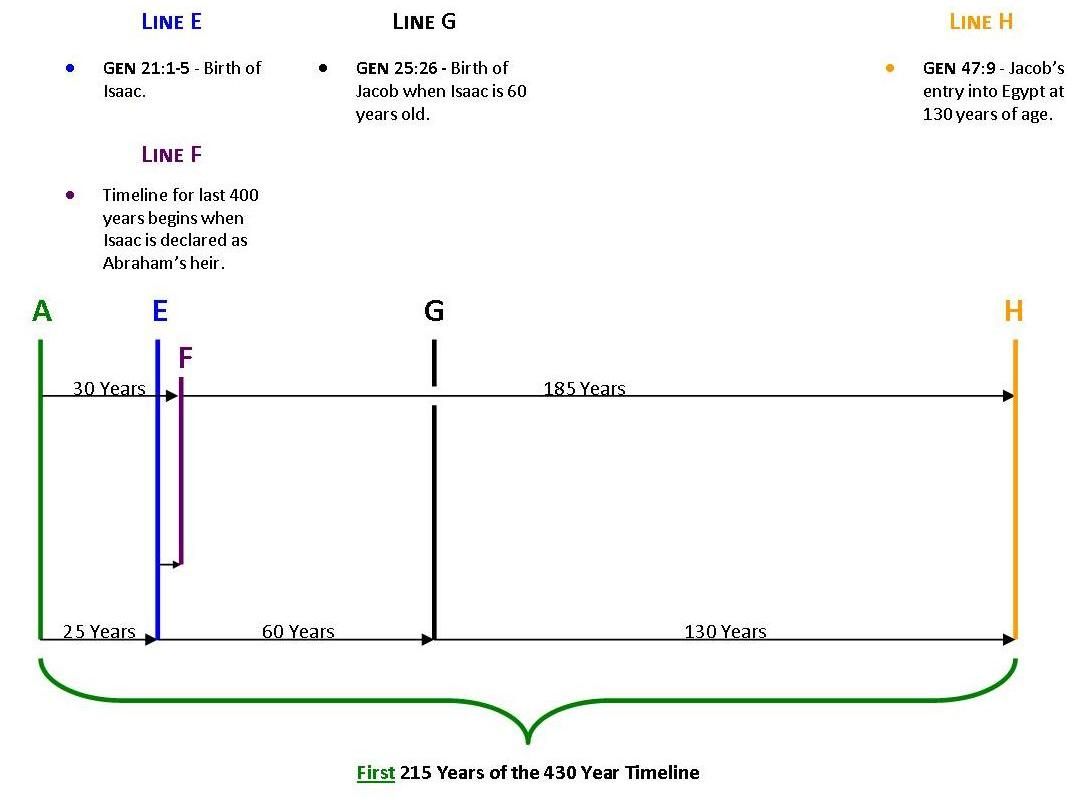 LINE E
• GEN 21:1-5 - Birth of
Isaac.
LINE G
• GEN 25:26 - Birth of
Jacob when Isaac is 60
years old.
LINE H
• GEN 47:9 - Jacob's
entry into Egypt at
130 years of age.
LINE F
• Timeline for last 400
years begins when
Isaac is declared as
Abraham's heir.
A
E
F
G
H
30 Years
185 Years
25 Years
60 Years
130 Years
First 215 Years of the 430 Year Timeline